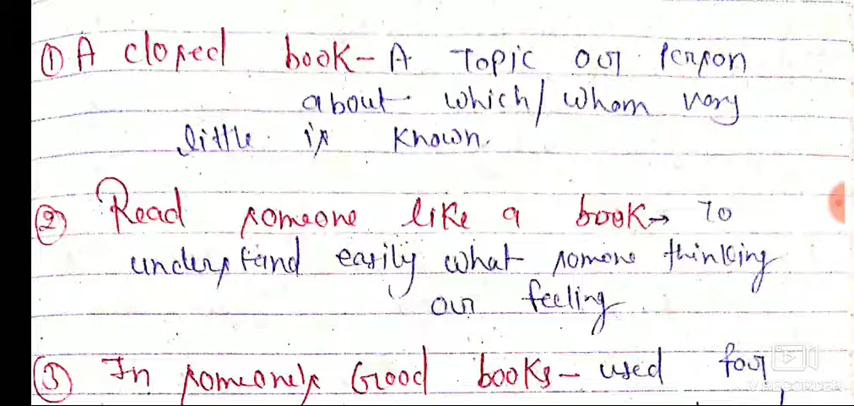 ① A closed book - A Topic or Person
about which/whom very
little is known.
② Read someone like a book → To
understand easily what somone thinking
or feeling
③ In someone's Good books - used for
V RECORDER